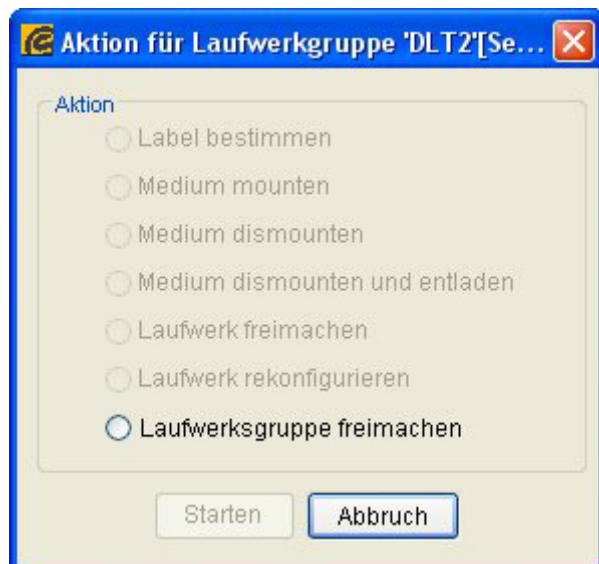 Aktion für Laufwerkgruppe 'DLT2'[Se...
Aktion
Label bestimmen
Medium mounten
Medium dismounten
Medium dismounten und entladen
Laufwerk freimachen
Laufwerk rekonfigurieren
Laufwerksgruppe freimachen
Starten Abbruch